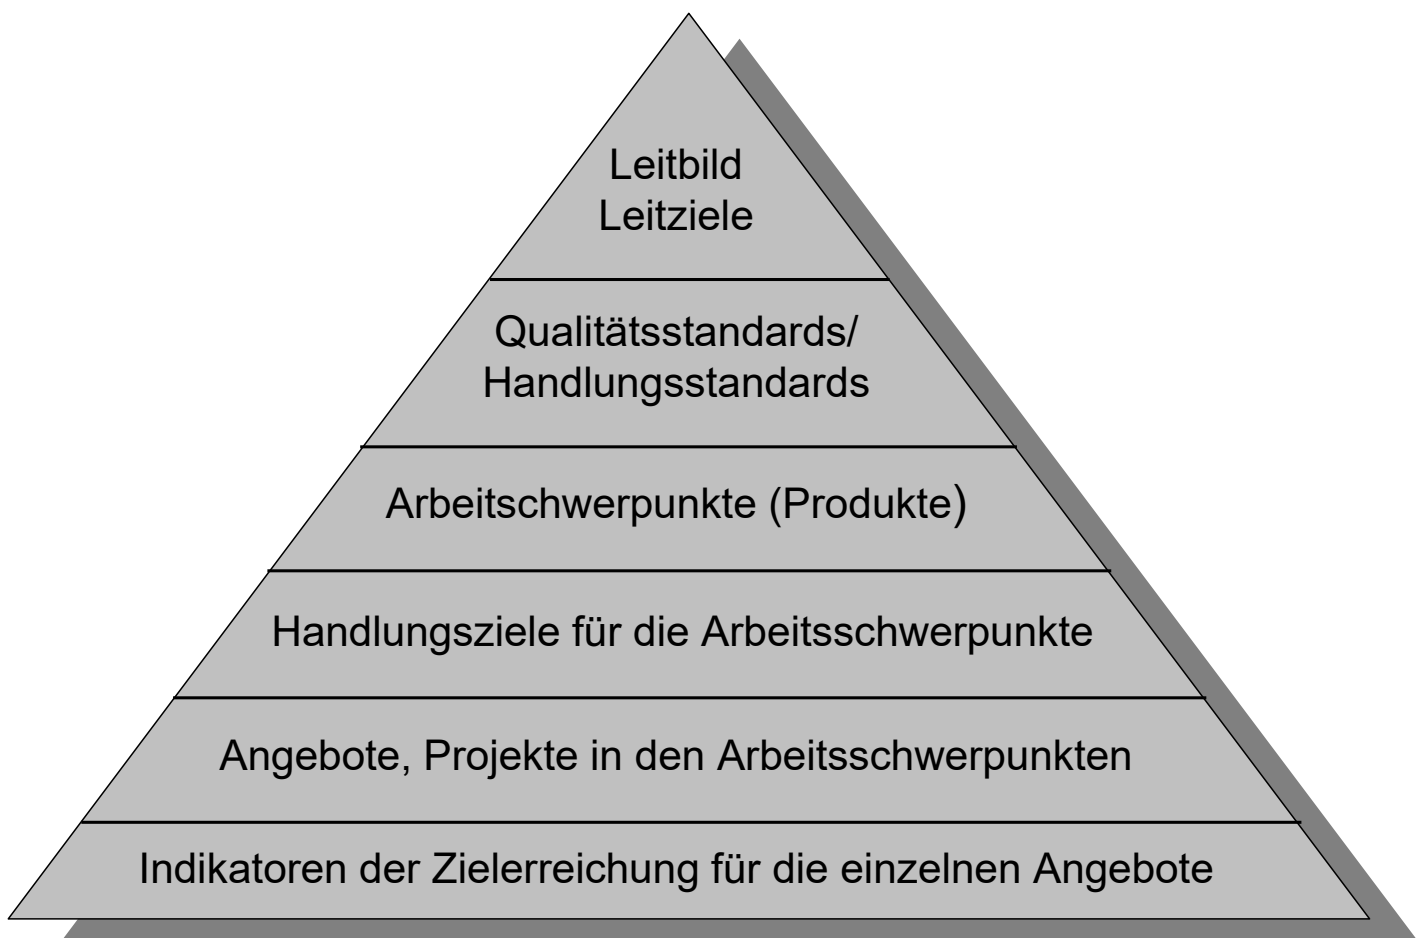 Leitbild
Leitziele
Qualitätsstandards/
Handlungsstandards
Arbeitschwerpunkte (Produkte)
Handlungsziele für die Arbeitsschwerpunkte
Angebote, Projekte in den Arbeitsschwerpunkten
Indikatoren der Zielerreichung für die einzelnen Angebote